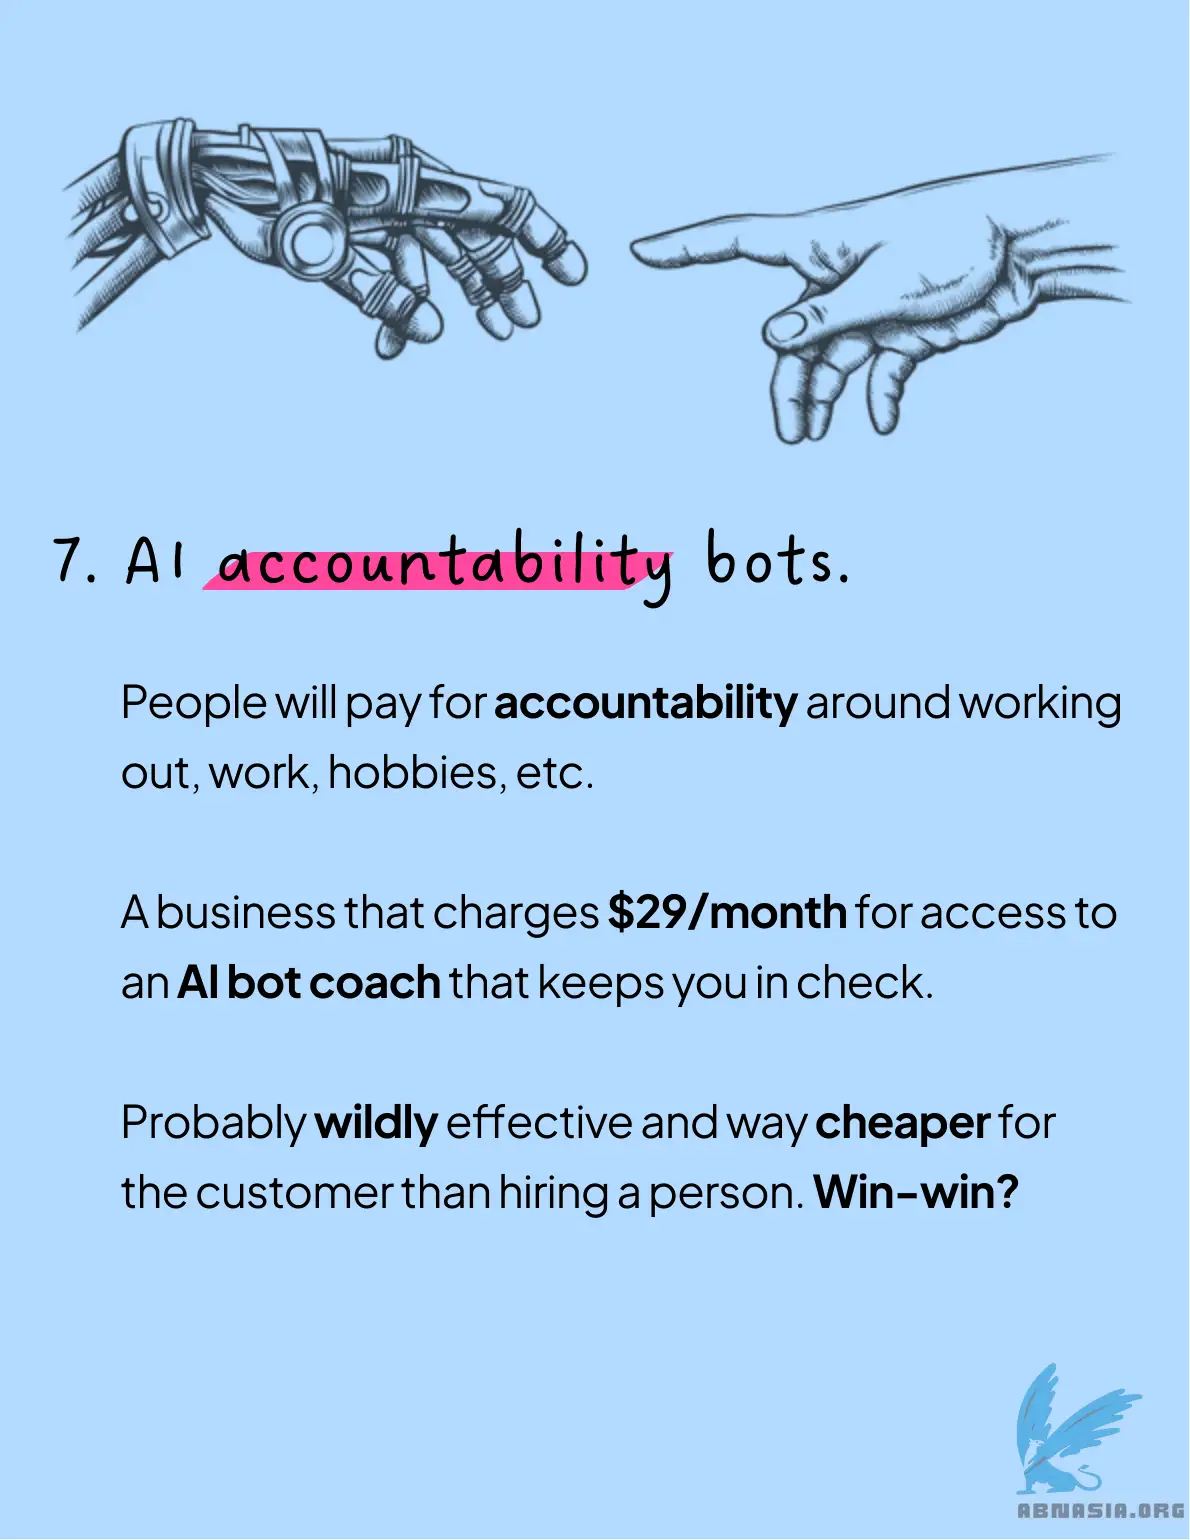 7. AI accountability bots.
People will pay for accountability around working
out, work, hobbies, etc.
A business that charges $29/month for access to
an AI bot coach that keeps you in check.
Probably wildly effective and way cheaper for
the customer than hiring a person. Win-win?
ABNASIA.ORG